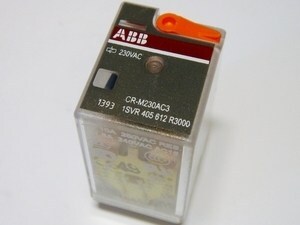 ABB
230VAC
CR-M230AC3
1393 1SVR 405 612 R3000